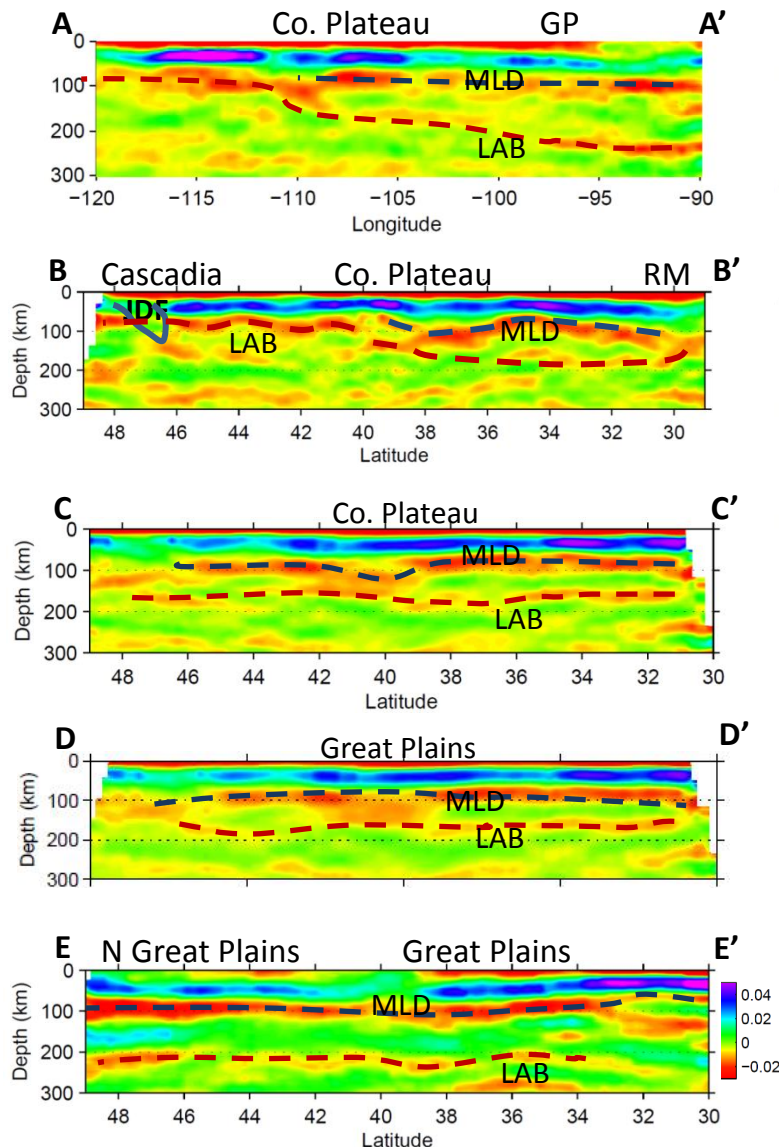 A Co. Plateau GP A’
0
100
200
300
MLD
LAB
−120 −115 −110 −105 −100 −95 −90
Longitude
B Cascadia Co. Plateau RM B’
Depth (km)
0
100
200
300
JDF
LAB
MLD
48 46 44 42 40 38 36 34 32 30
Latitude
C Co. Plateau C’
Depth (km)
0
100
200
300
MLD
LAB
48 46 44 42 40 38 36 34 32 30
Latitude
D Great Plains D’
Depth (km)
0
100
200
300
MLD
LAB
E N Great Plains Great Plains E’
Depth (km)
0
100
200
300
MLD
LAB
48 46 44 42 40 38 36 34 32 30
Latitude
0.04
0.02
0
−0.02